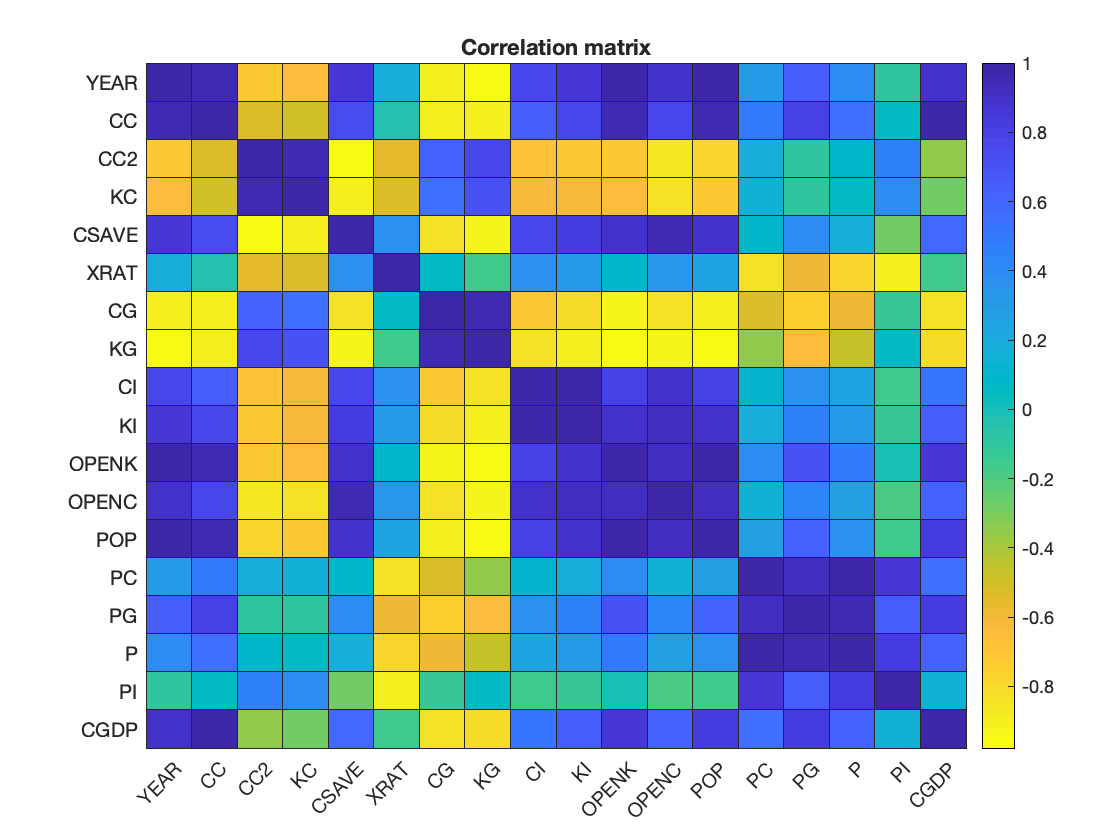 Correlation matrix
YEAR
CC
CC2
KC
CSAVE
XRAT
CG
KG
CI
KI
OPENK
OPENC
POP
PC
PG
P
PI
CGDP
YEAR CC CC2 KC CSAVE XRAT CG KG CI KI OPENK OPENC POP PC PG P PI CGDP
1
0.8
0.6
0.4
0.2
0
-0.2
-0.4
-0.6
-0.8